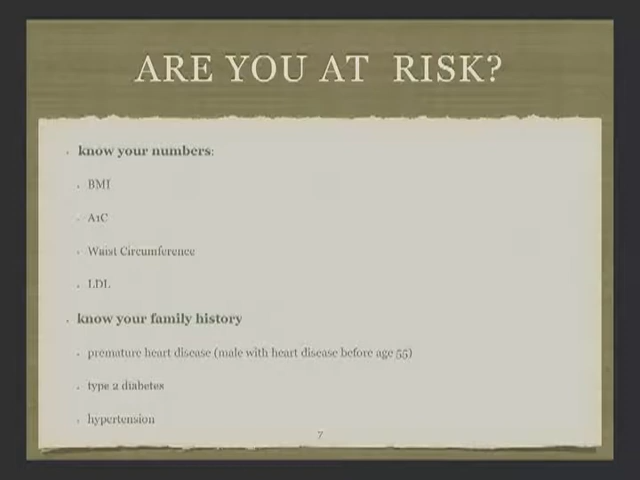 ARE YOU AT RISK?
know your numbers:
BMI
A1C
Waist Circumference
LDL
know your family history
premature heart disease (male with heart disease before age 55)
type 2 diabetes
hypertension
7